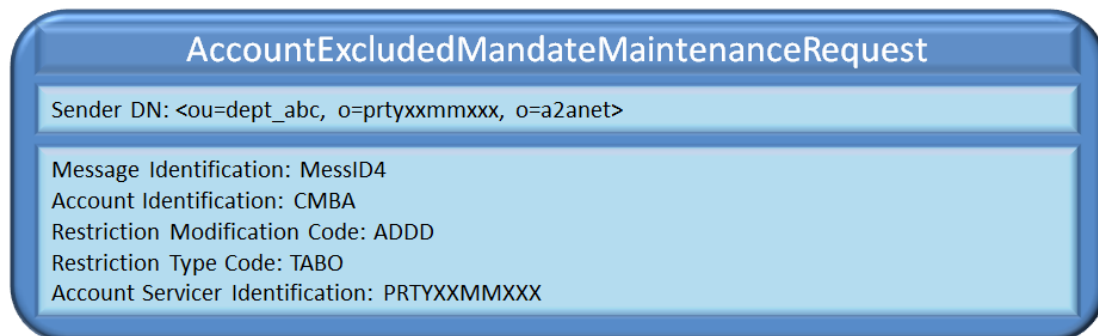 AccountExcludedMandateMaintenanceRequest
Sender DN: <ou=dept_abc, o=prtyxxmmxxx, o=a2anet>
Message Identification: MessID4
Account Identification: CMBA
Restriction Modification Code: ADDD
Restriction Type Code: TABO
Account Servicer Identification: PRTYXXMMXXX